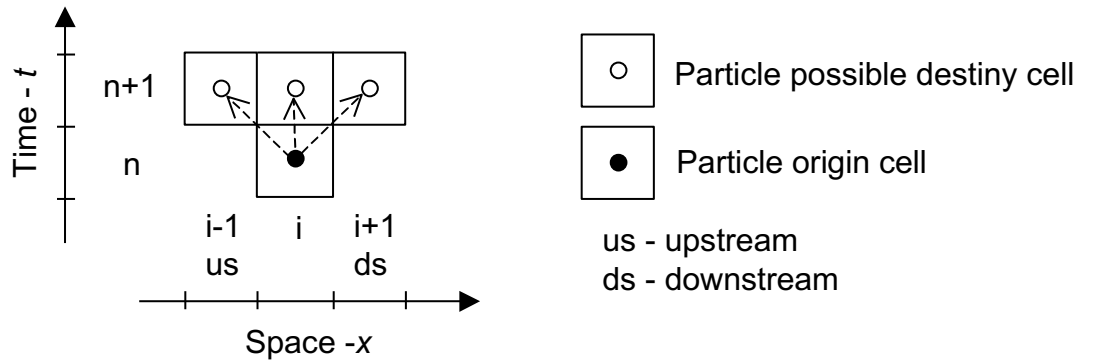 Time - t
n+1
n
i-1
i
i+1
us
ds
Space -x
Particle possible destiny cell
Particle origin cell
us - upstream
ds - downstream